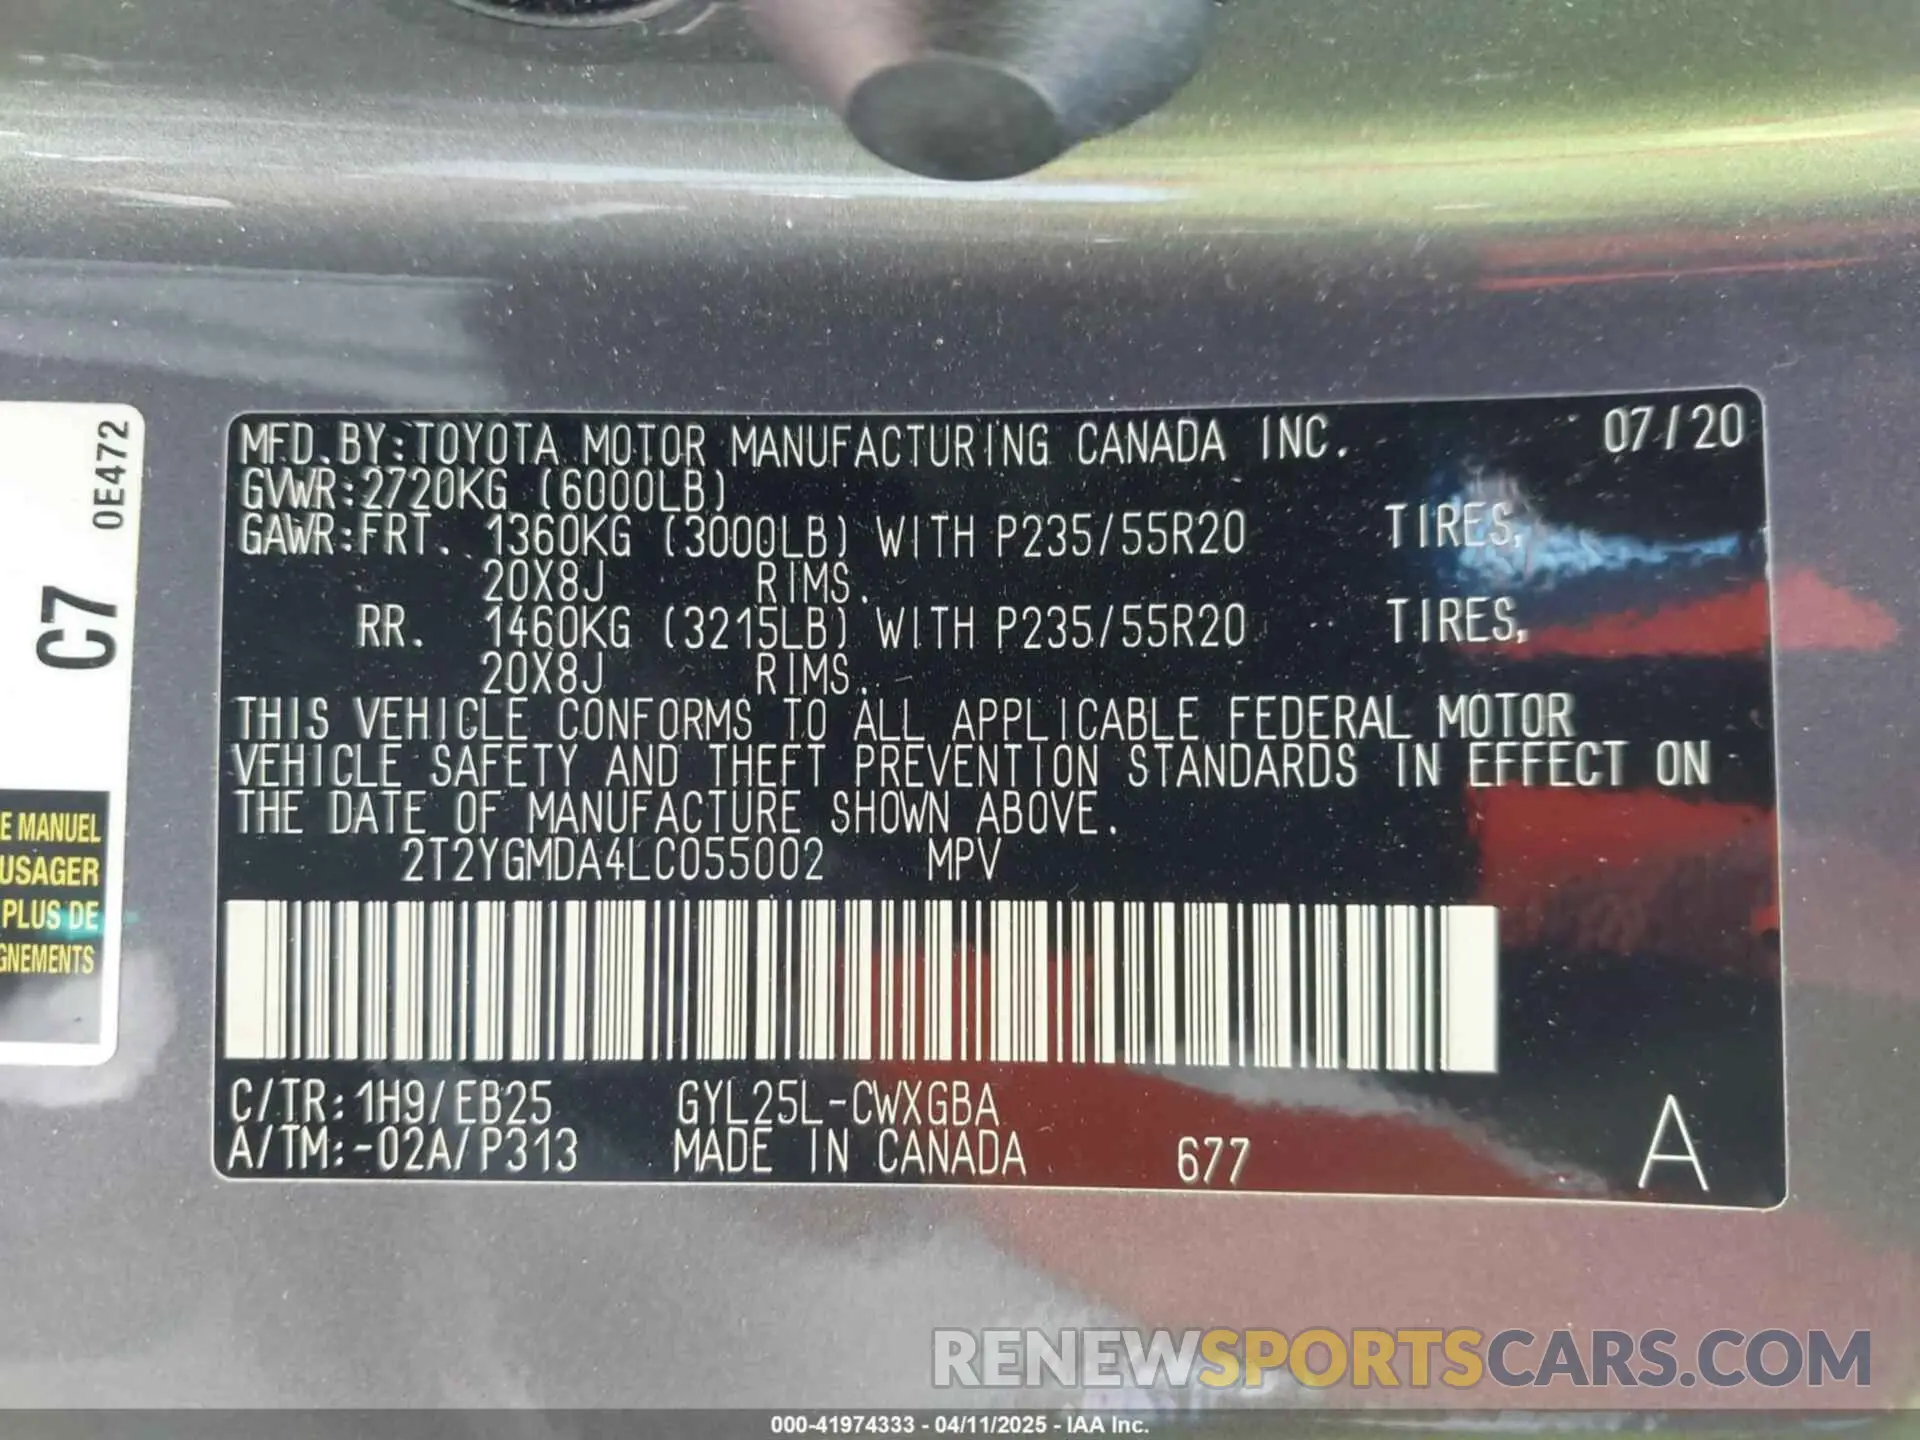 MFD. BY: TOYOTA MOTOR MANUFACTURING CANADA INC. 07/20
GVWR: 2720KG (6000LB)
GAWR: FRT. 1360KG (3000LB) WITH P235/55R20 TIRES,
20X8J RIMS.
RR. 1460KG (3215LB) WITH P235/55R20 TIRES,
20X8J RIMS.
THIS VEHICLE CONFORMS TO ALL APPLICABLE FEDERAL MOTOR
VEHICLE SAFETY AND THEFT PREVENTION STANDARDS IN EFFECT ON
THE DATE OF MANUFACTURE SHOWN ABOVE.
2T2YGMDA4LC055002 MPV
C/TR: 1H9/EB25 GYL25L-CWXGBA
A/TM: -02A/P313 MADE IN CANADA 677 A
0E472
C7
E MANUEL
USAGER
PLUS DE
GNEMENTS
RENEWSPORTSCARS.COM
000-41974333 - 04/11/2025 - IAA Inc.